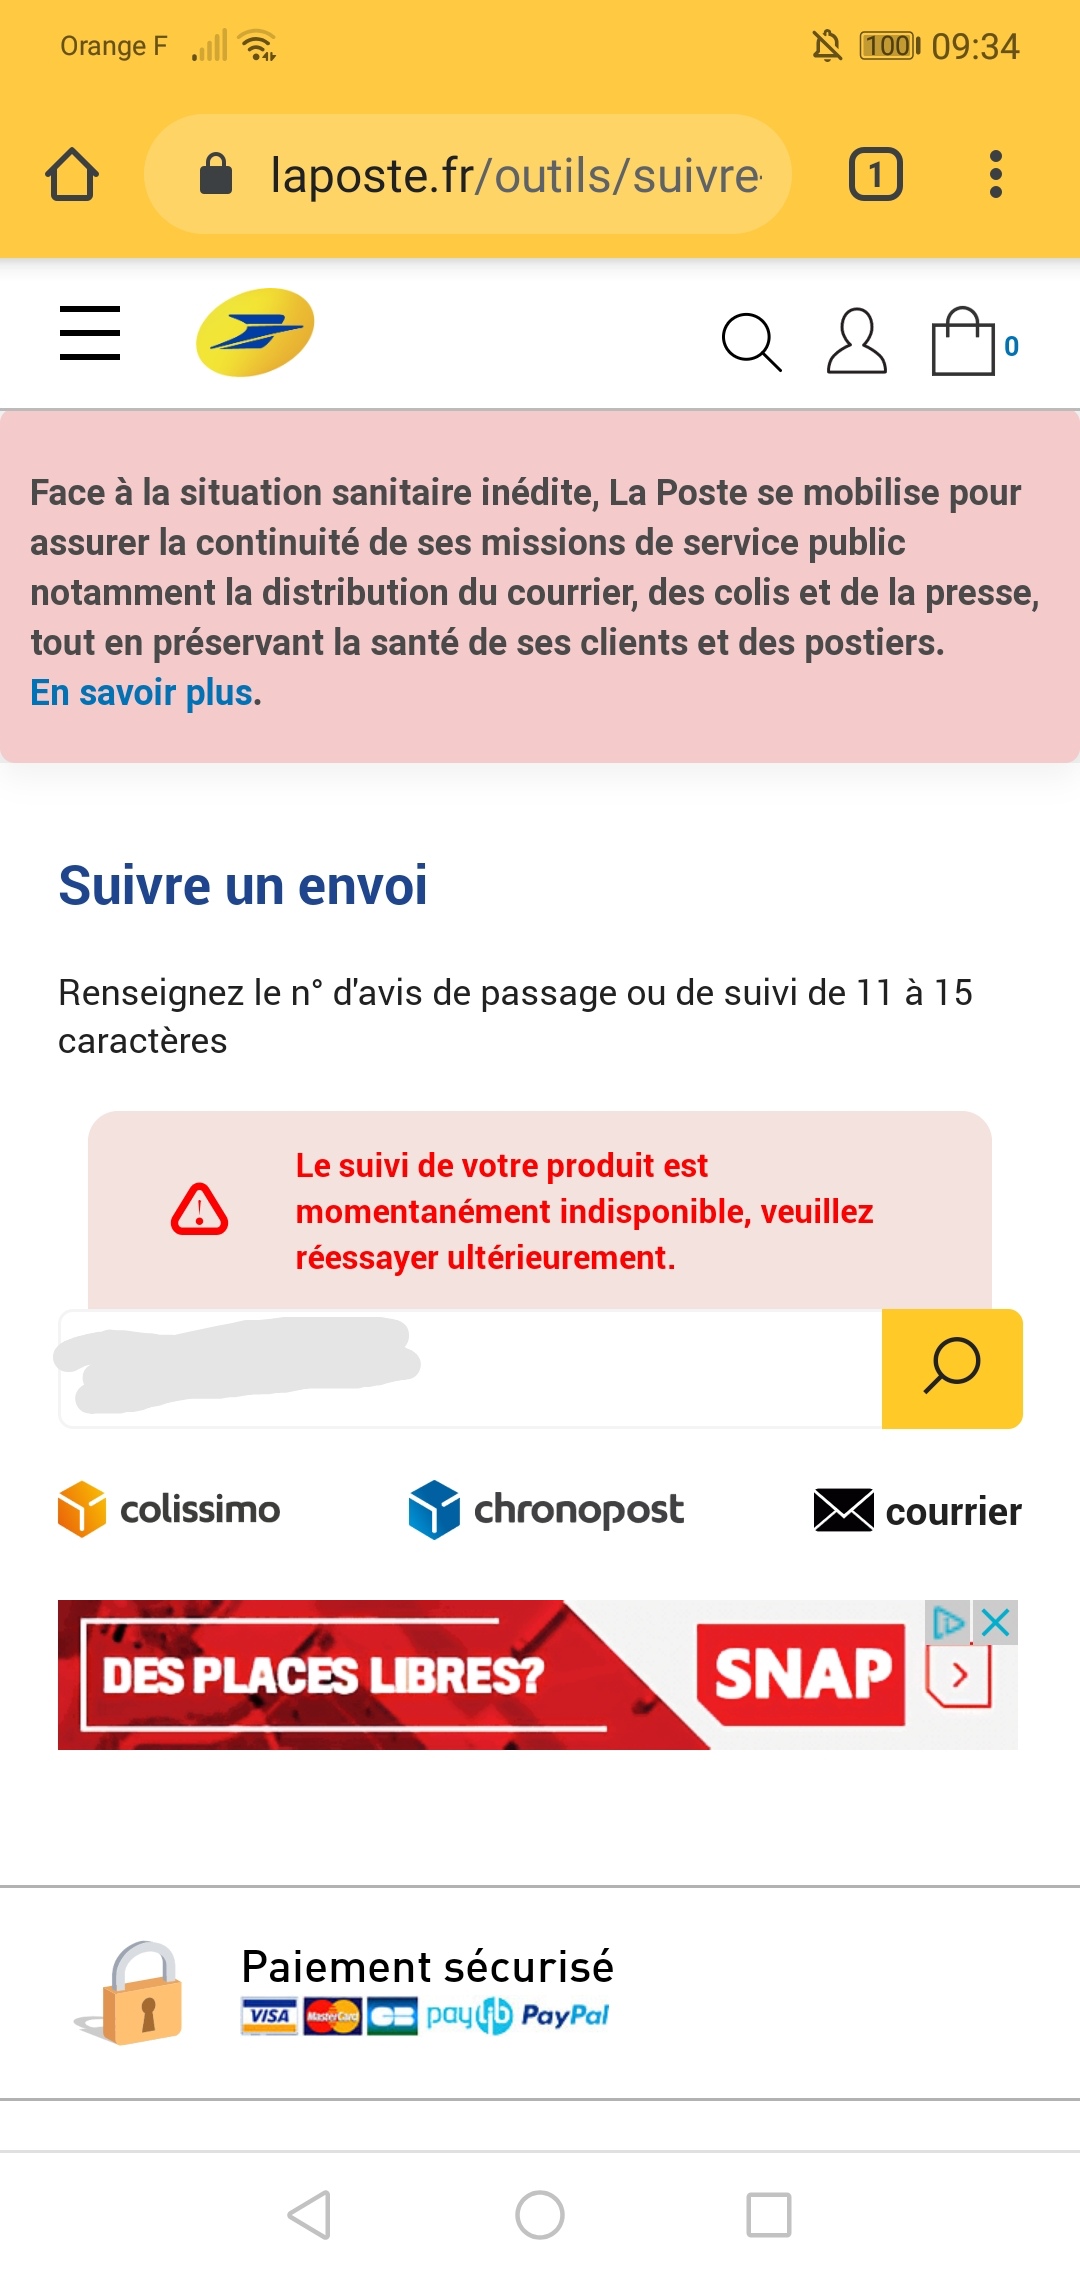 Orange F
100
09:34
laposte.fr/outils/suivre
1
0
Face à la situation sanitaire inédite, La Poste se mobilise pour
assurer la continuité de ses missions de service public
notamment la distribution du courrier, des colis et de la presse,
tout en préservant la santé de ses clients et des postiers.
En savoir plus.
Suivre un envoi
Renseignez le n° d'avis de passage ou de suivi de 11 à 15
caractères
Le suivi de votre produit est
momentanément indisponible, veuillez
réessayer ultérieurement.
colissimo
chronopost
courrier
DES PLACES LIBRES?
SNAP
Paiement sécurisé
VISA MasterCard CB paylib PayPal